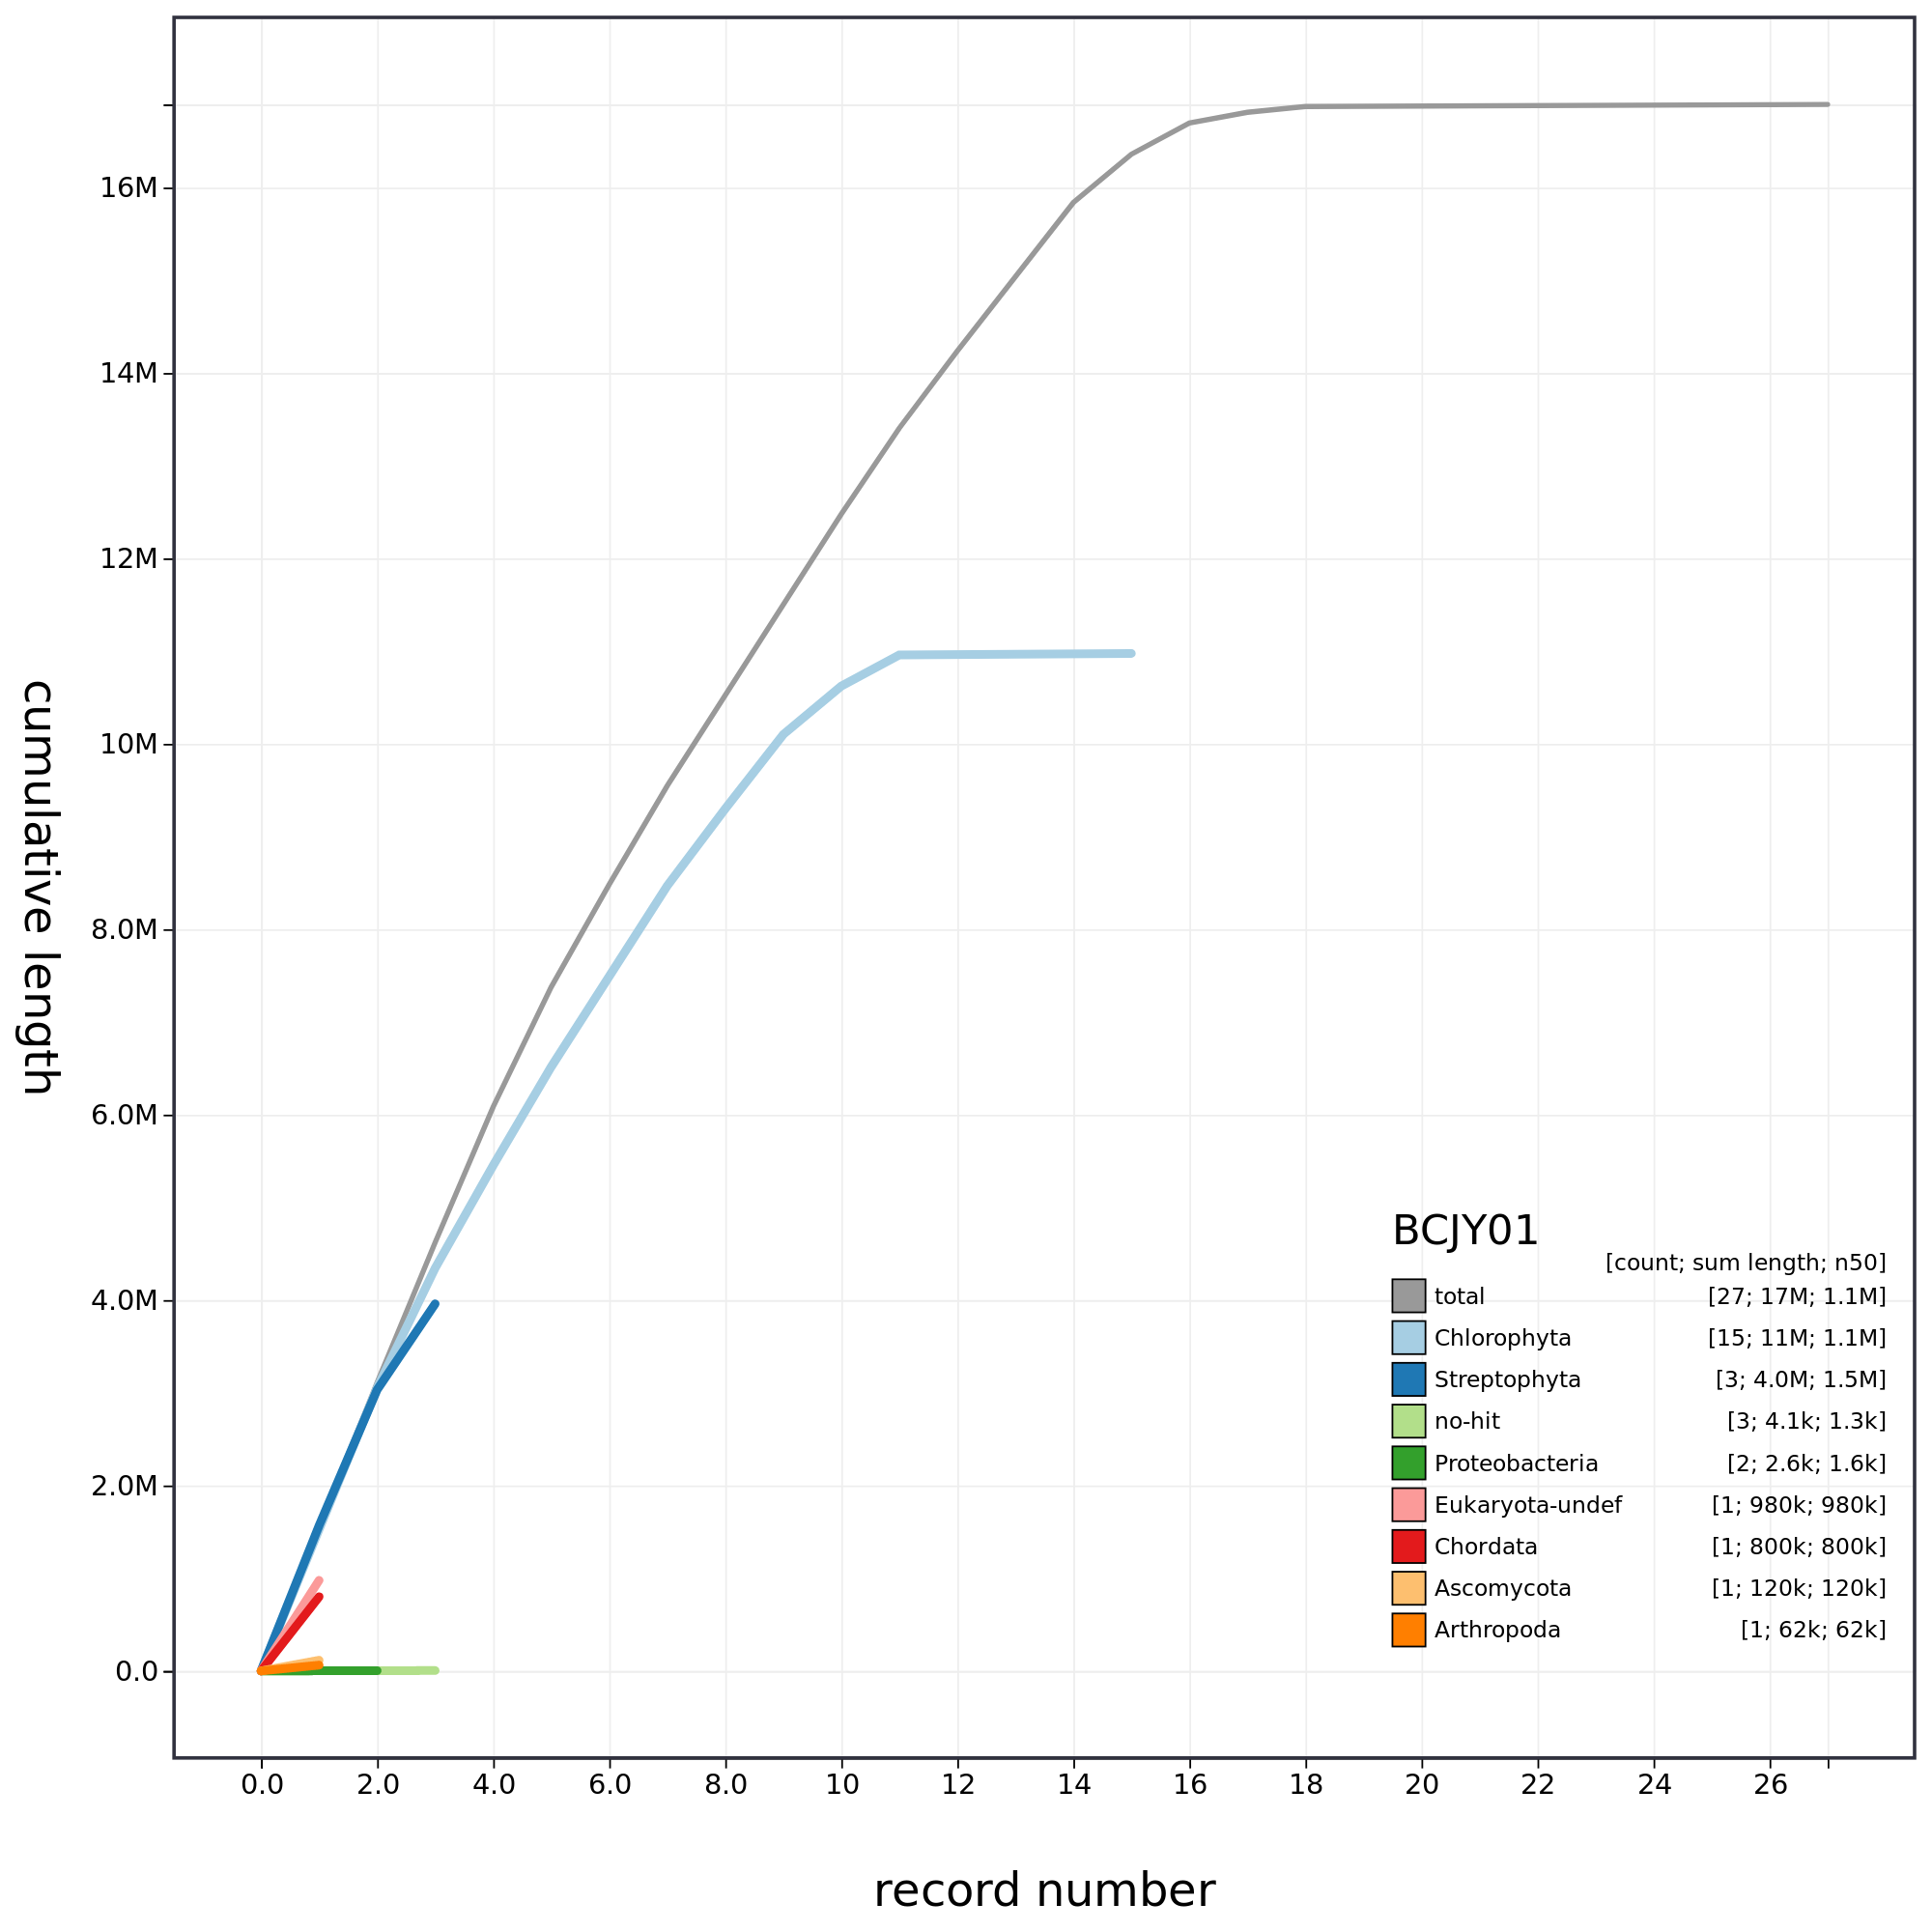 16M
14M
12M
10M
8.0M
6.0M
4.0M
2.0M
0.0
cumulative length
BCJY01
[count; sum length; n50]
total [27; 17M; 1.1M]
Chlorophyta [15; 11M; 1.1M]
Streptophyta [3; 4.0M; 1.5M]
no-hit [3; 4.1k; 1.3k]
Proteobacteria [2; 2.6k; 1.6k]
Eukaryota-undef [1; 980k; 980k]
Chordata [1; 800k; 800k]
Ascomycota [1; 120k; 120k]
Arthropoda [1; 62k; 62k]
0.0 2.0 4.0 6.0 8.0 10 12 14 16 18 20 22 24 26
record number